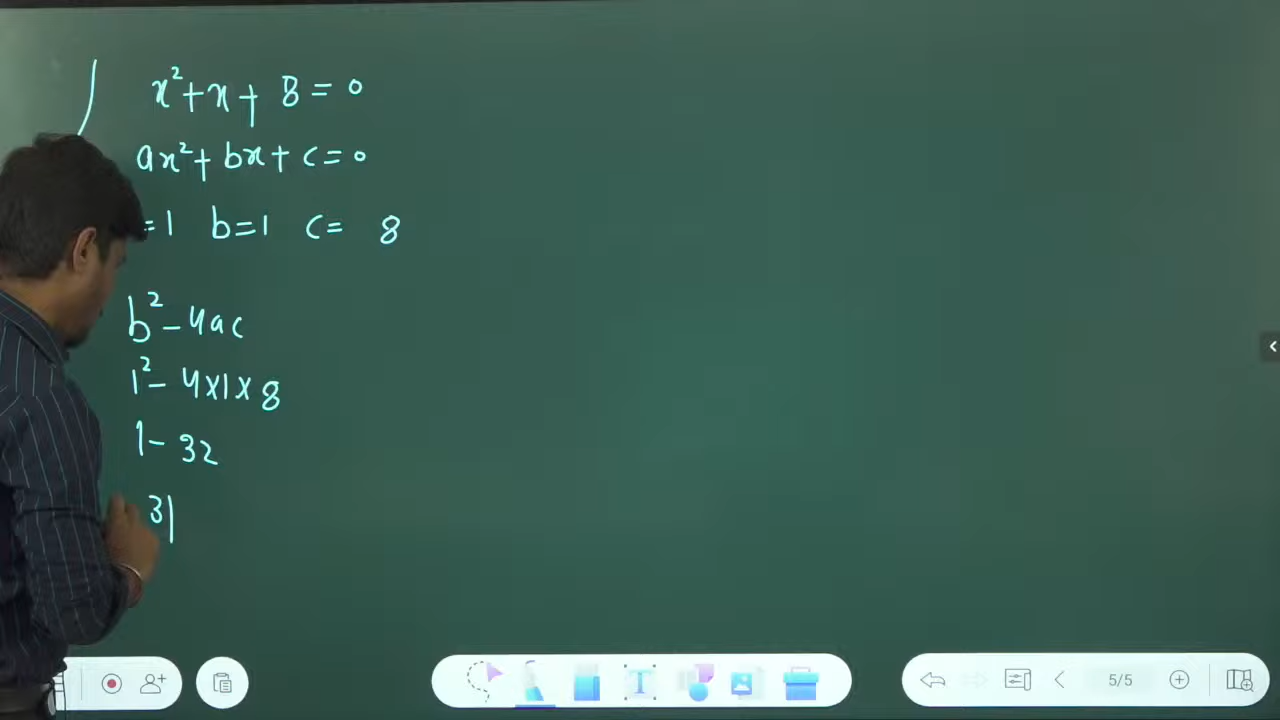 x²+x+8=0
ax²+bx+c=0
=1 b=1 c= 8
b²-4ac
1²-4x1x8
1-32
31
5/5